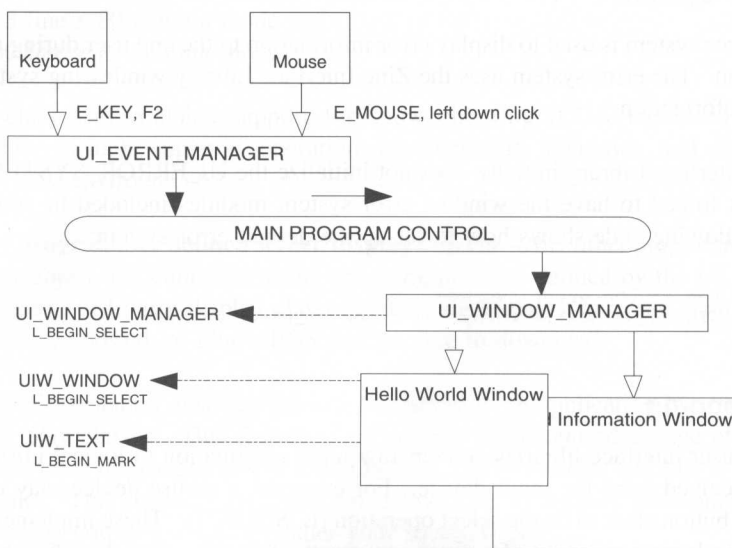 Keyboard
Mouse
E_KEY, F2
E_MOUSE, left down click
UI_EVENT_MANAGER
MAIN PROGRAM CONTROL
UI_WINDOW_MANAGER
L_BEGIN_SELECT
UI_WINDOW_MANAGER
UIW_WINDOW
L_BEGIN_SELECT
Hello World Window
Information Window
UIW_TEXT
L_BEGIN_MARK